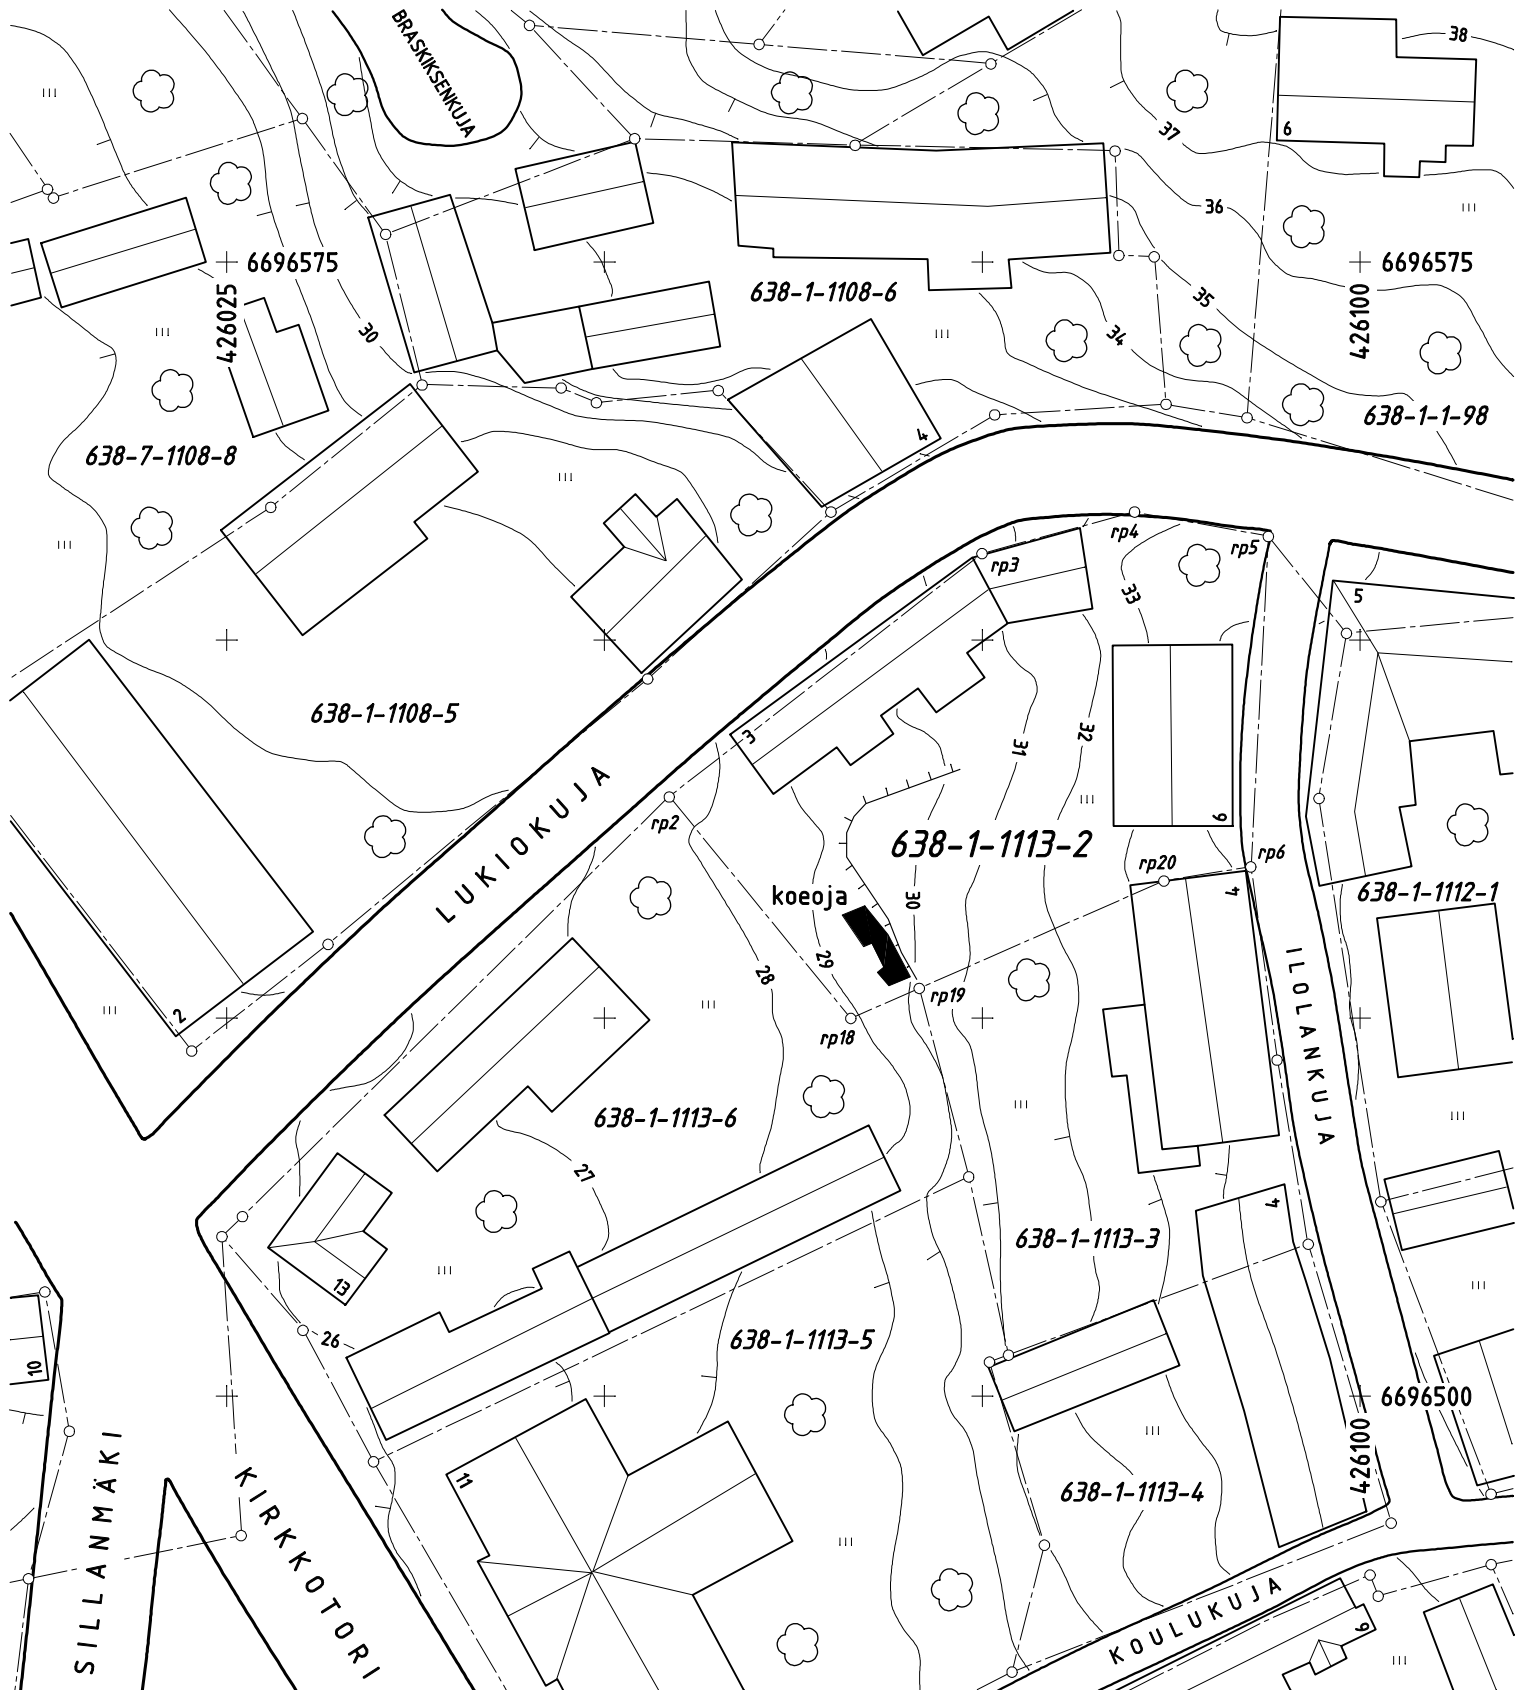 BRASKIKSENKUJA
38
37
6
36
6696575
6696575
426025
638-1-1108-6
35
426100
30
34
638-1-1-98
4
638-7-1108-8
rp4
rp5
rp3
33
5
638-1-1108-5
3
32
31
LUKIOKUJA
rp2
9
638-1-1113-2
rp20
rp6
koeoja
30
4
638-1-1112-1
29
28
ILOLANKUJA
rp19
2
rp18
638-1-1113-6
27
4
638-1-1113-3
13
26
638-1-1113-5
10
6696500
426100
11
638-1-1113-4
SILLANMÄKI
KIRKKOTORI
KOULUKUJA
9